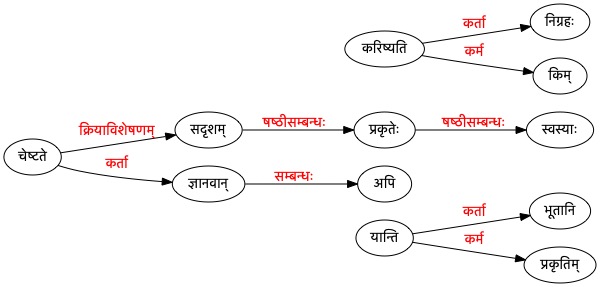 कर्ता
निग्रहः
करिष्यति
कर्म
किम्
क्रियाविशेषणम्
सदृशम्
षष्ठीसम्बन्धः
प्रकृतेः
षष्ठीसम्बन्धः
स्वस्याः
चेष्टते
कर्ता
ज्ञानवान्
सम्बन्धः
अपि
कर्ता
भूतानि
यान्ति
कर्म
प्रकृतिम्